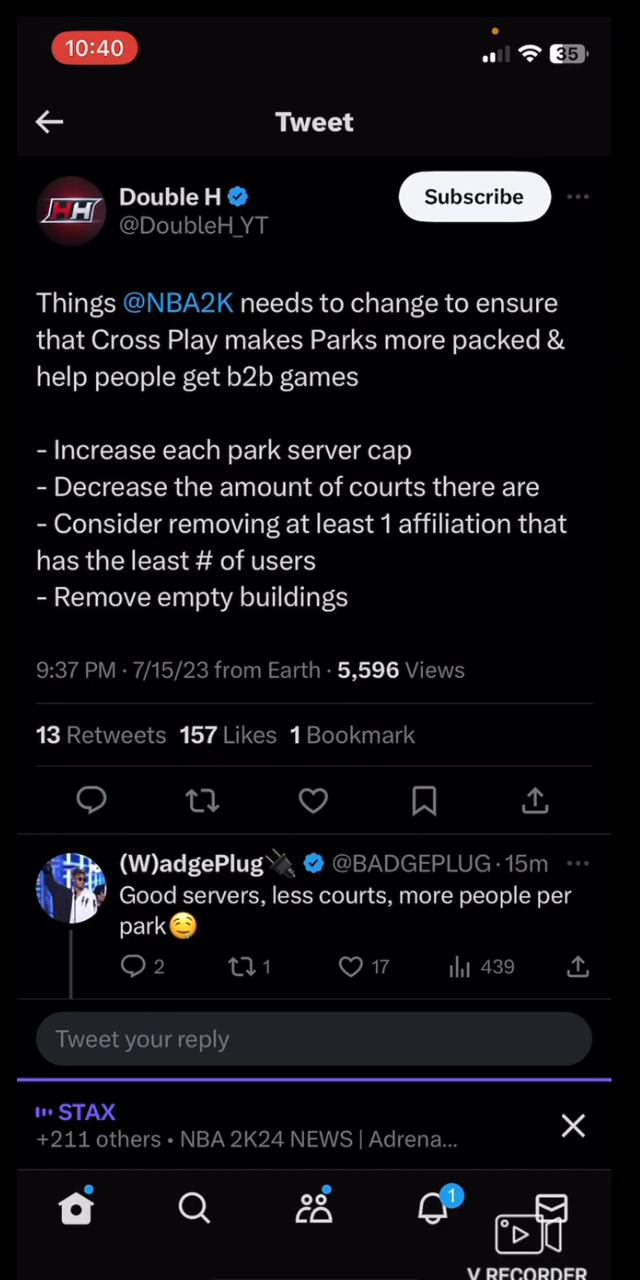 10:40
35
Tweet
HH
Double H
Subscribe
@DoubleH_YT
Things @NBA2K needs to change to ensure
that Cross Play makes Parks more packed &
help people get b2b games
- Increase each park server cap
- Decrease the amount of courts there are
- Consider removing at least 1 affiliation that
has the least # of users
- Remove empty buildings
9:37 PM · 7/15/23 from Earth · 5,596 Views
13 Retweets 157 Likes 1 Bookmark
(W)adgePlug🔌 @BADGEPLUG · 15m
Good servers, less courts, more people per
park🤤
2 1 17 439
Tweet your reply
STAX
+211 others • NBA 2K24 NEWS | Adrena...
1
V RECORDER